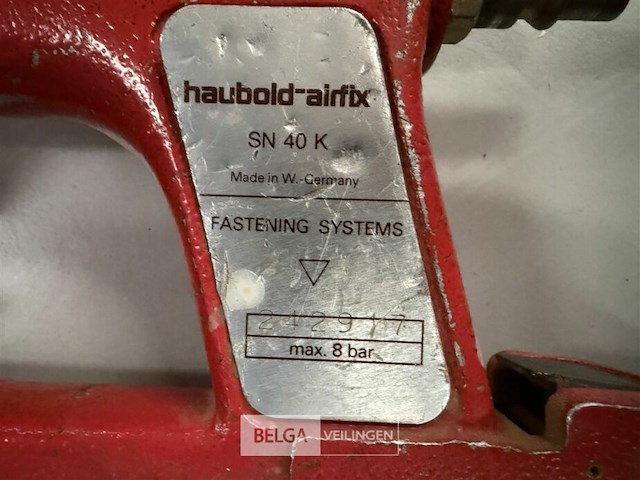 haubold-airfix
SN 40 K
Made in W.-Germany
FASTENING SYSTEMS
242917
max. 8 bar
BELGA VEILINGEN